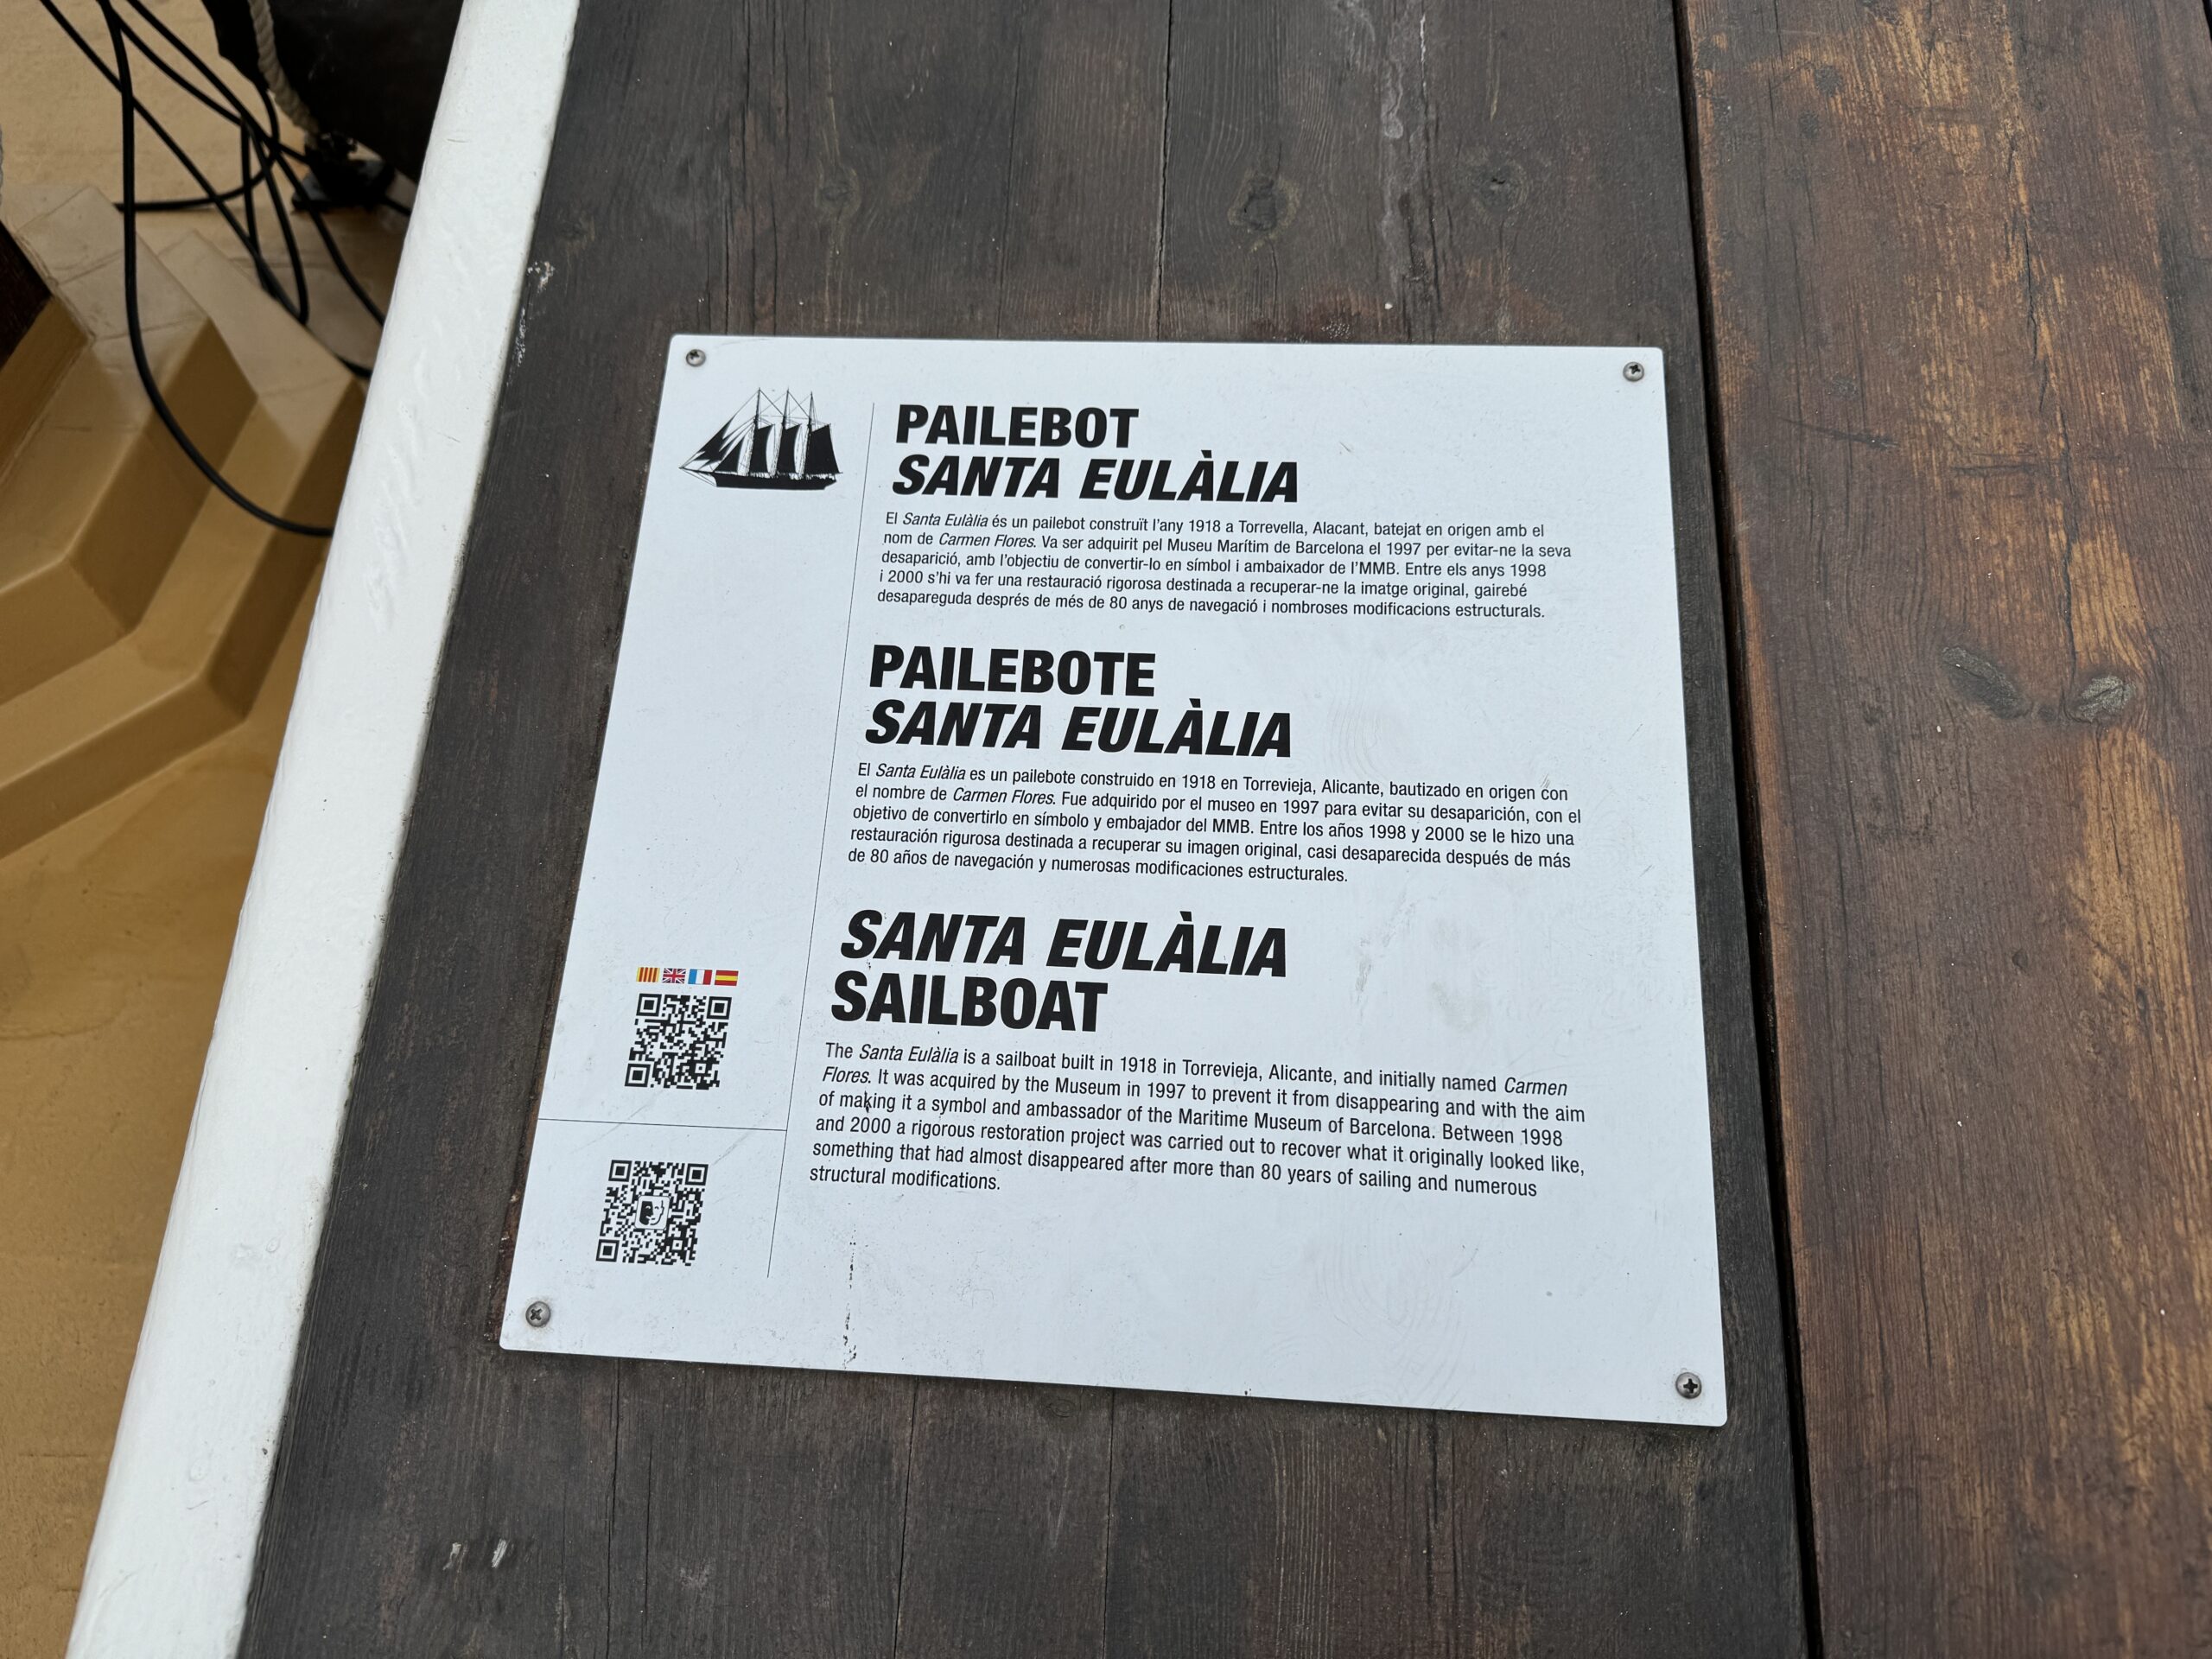 PAILEBOT
SANTA EULÀLIA
El Santa Eulàlia és un pailebot construït l'any 1918 a Torrevella, Alacant, batejat en origen amb el
nom de Carmen Flores. Va ser adquirit pel Museu Marítim de Barcelona el 1997 per evitar-ne la seva
desaparició, amb l'objectiu de convertir-lo en símbol i ambaixador de l'MMB. Entre els anys 1998
i 2000 s'hi va fer una restauració rigorosa destinada a recuperar-ne la imatge original, gairebé
desapareguda després de més de 80 anys de navegació i nombroses modificacions estructurals.
PAILEBOTE
SANTA EULÀLIA
El Santa Eulàlia es un pailebote construido en 1918 en Torrevieja, Alicante, bautizado en origen con
el nombre de Carmen Flores. Fue adquirido por el museo en 1997 para evitar su desaparición, con el
objetivo de convertirlo en símbolo y embajador del MMB. Entre los años 1998 y 2000 se le hizo una
restauración rigurosa destinada a recuperar su imagen original, casi desaparecida después de más
de 80 años de navegación y numerosas modificaciones estructurales.
SANTA EULÀLIA
SAILBOAT
The Santa Eulàlia is a sailboat built in 1918 in Torrevieja, Alicante, and initially named Carmen
Flores. It was acquired by the Museum in 1997 to prevent it from disappearing and with the aim
of making it a symbol and ambassador of the Maritime Museum of Barcelona. Between 1998
and 2000 a rigorous restoration project was carried out to recover what it originally looked like,
something that had almost disappeared after more than 80 years of sailing and numerous
structural modifications.